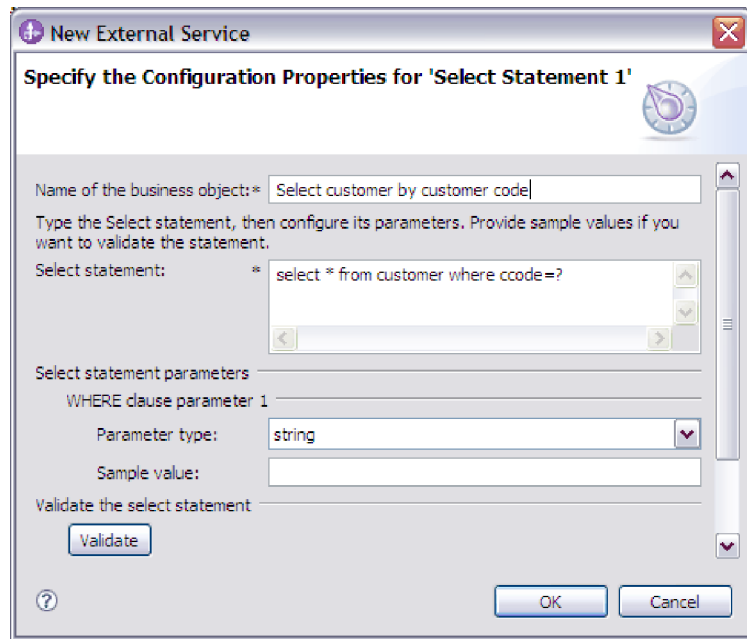 New External Service
Specify the Configuration Properties for 'Select Statement 1'
Name of the business object:* Select customer by customer code
Type the Select statement, then configure its parameters. Provide sample values if you
want to validate the statement.
Select statement: * select * from customer where ccode=?
Select statement parameters
WHERE clause parameter 1
Parameter type: string
Sample value:
Validate the select statement
Validate
? OK Cancel